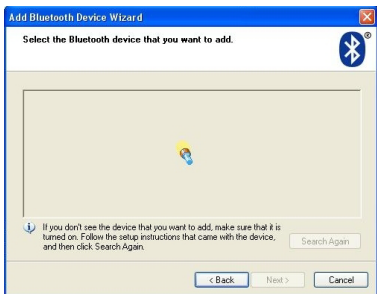 Add Bluetooth Device Wizard
Select the Bluetooth device that you want to add.
®
If you don't see the device that you want to add, make sure that it is
turned on. Follow the setup instructions that came with the device,
and then click Search Again.
Search Again
< Back
Next >
Cancel